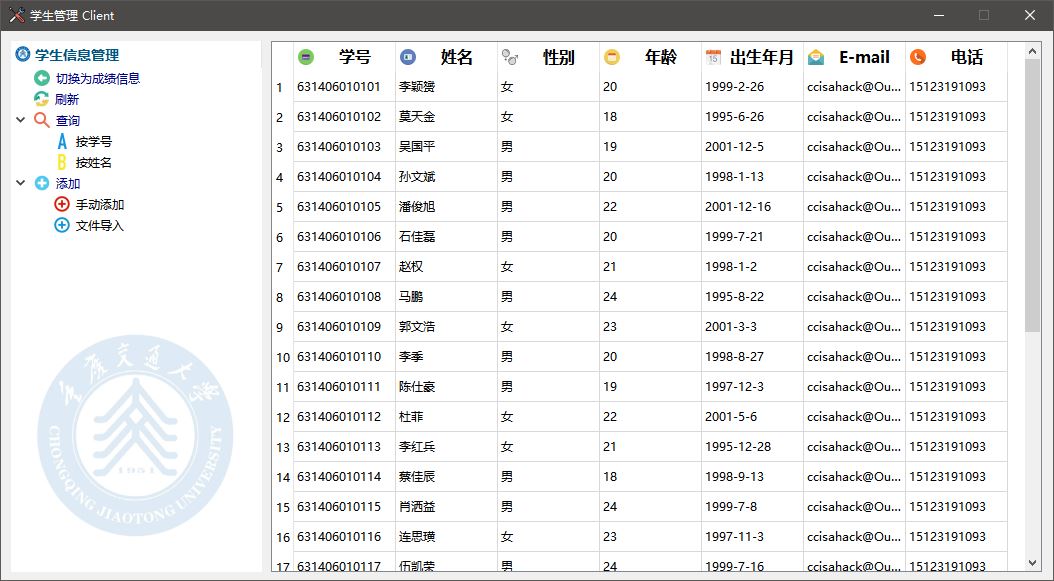 学生管理 Client
学生信息管理
切换为成绩信息
刷新
查询
A 按学号
B 按姓名
添加
手动添加
文件导入
重庆交通大学
1951
CHONGQING JIAOTONG UNIVERSITY
学号 姓名 性别 年龄 15 出生年月 E-mail 电话
1 631406010101 李颖赟 女 20 1999-2-26 ccisahack@Ou... 15123191093
2 631406010102 莫天金 女 18 1995-6-26 ccisahack@Ou... 15123191093
3 631406010103 吴国平 男 19 2001-12-5 ccisahack@Ou... 15123191093
4 631406010104 孙文斌 男 20 1998-1-13 ccisahack@Ou... 15123191093
5 631406010105 潘俊旭 男 22 2001-12-16 ccisahack@Ou... 15123191093
6 631406010106 石佳磊 男 20 1999-7-21 ccisahack@Ou... 15123191093
7 631406010107 赵权 女 21 1998-1-2 ccisahack@Ou... 15123191093
8 631406010108 马鹏 男 24 1995-8-22 ccisahack@Ou... 15123191093
9 631406010109 郭文浩 女 23 2001-3-3 ccisahack@Ou... 15123191093
10 631406010110 李季 男 20 1998-8-27 ccisahack@Ou... 15123191093
11 631406010111 陈仕豪 男 19 1997-12-3 ccisahack@Ou... 15123191093
12 631406010112 杜菲 女 22 2001-5-6 ccisahack@Ou... 15123191093
13 631406010113 李红兵 女 21 1995-12-28 ccisahack@Ou... 15123191093
14 631406010114 蔡佳辰 男 18 1998-9-13 ccisahack@Ou... 15123191093
15 631406010115 肖洒益 男 24 1999-7-8 ccisahack@Ou... 15123191093
16 631406010116 连思璜 女 23 1997-11-3 ccisahack@Ou... 15123191093
17 631406010117 伍凯荣 男 24 1999-7-16 ccisahack@Ou... 15123191093